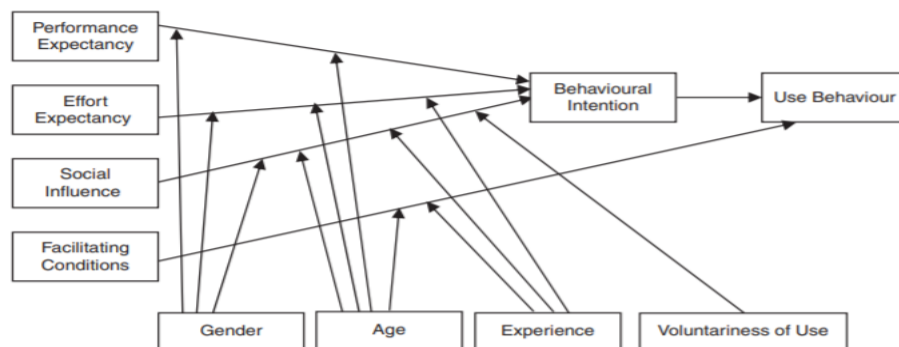 Performance
Expectancy
Effort
Expectancy
Social
Influence
Facilitating
Conditions
Behavioural
Intention
Use Behaviour
Gender
Age
Experience
Voluntariness of Use